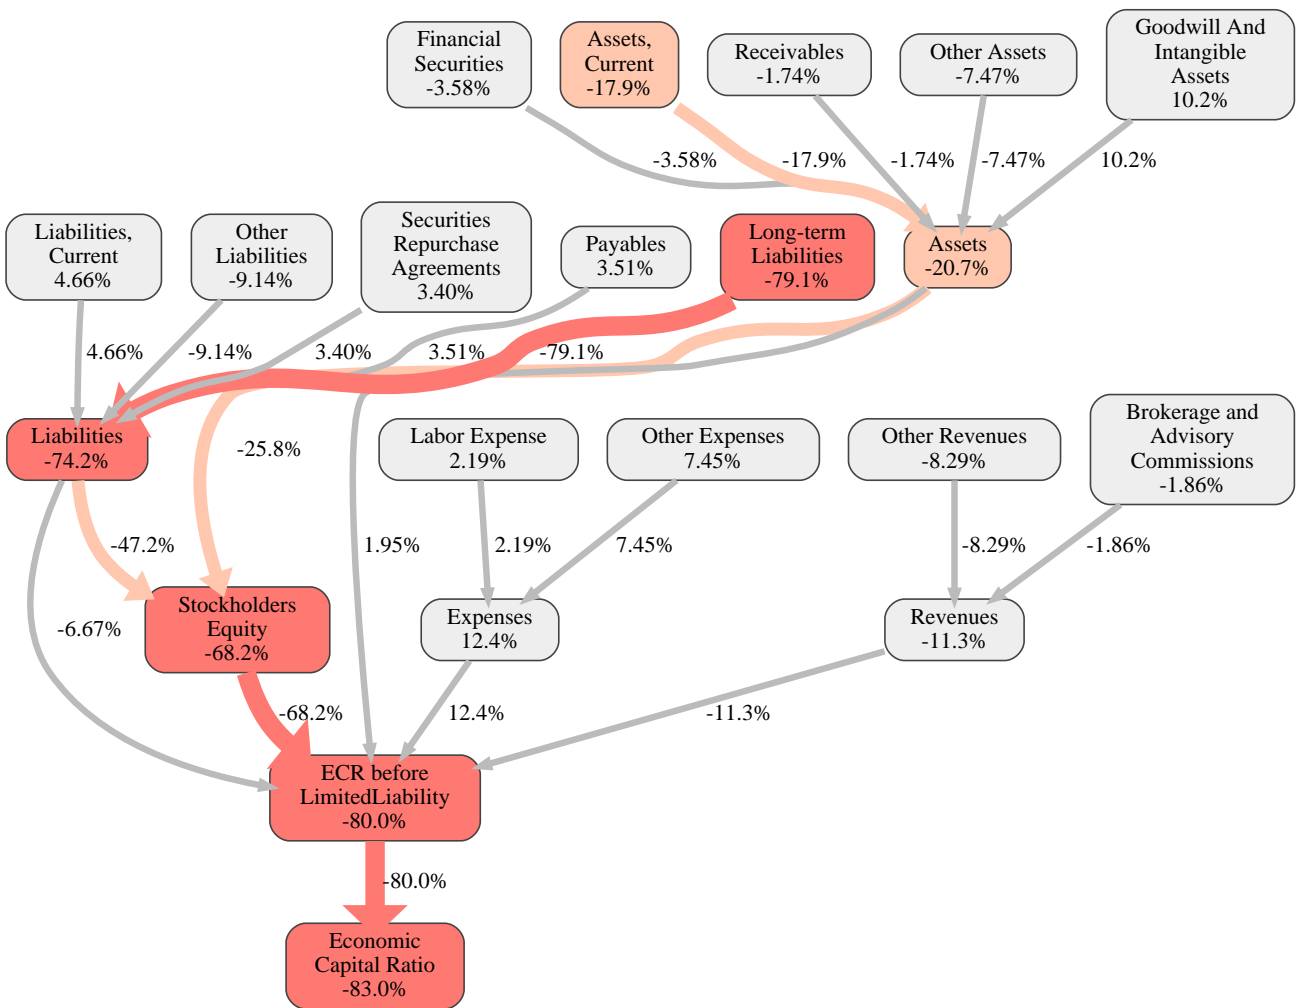 Financial
Securities
-3.58%
Assets,
Current
-17.9%
Receivables
-1.74%
Other Assets
-7.47%
Goodwill And
Intangible
Assets
10.2%
-3.58%
-17.9%
-1.74%
-7.47%
10.2%
Liabilities,
Current
4.66%
Other
Liabilities
-9.14%
Securities
Repurchase
Agreements
3.40%
Payables
3.51%
Long-term
Liabilities
-79.1%
Assets
-20.7%
4.66%
-9.14%
3.40%
3.51%
-79.1%
Liabilities
-74.2%
-25.8%
Labor Expense
2.19%
Other Expenses
7.45%
Other Revenues
-8.29%
Brokerage and
Advisory
Commissions
-1.86%
-47.2%
1.95%
2.19%
7.45%
-8.29%
-1.86%
-6.67%
Stockholders
Equity
-68.2%
Expenses
12.4%
Revenues
-11.3%
-68.2%
12.4%
-11.3%
ECR before
LimitedLiability
-80.0%
-80.0%
Economic
Capital Ratio
-83.0%